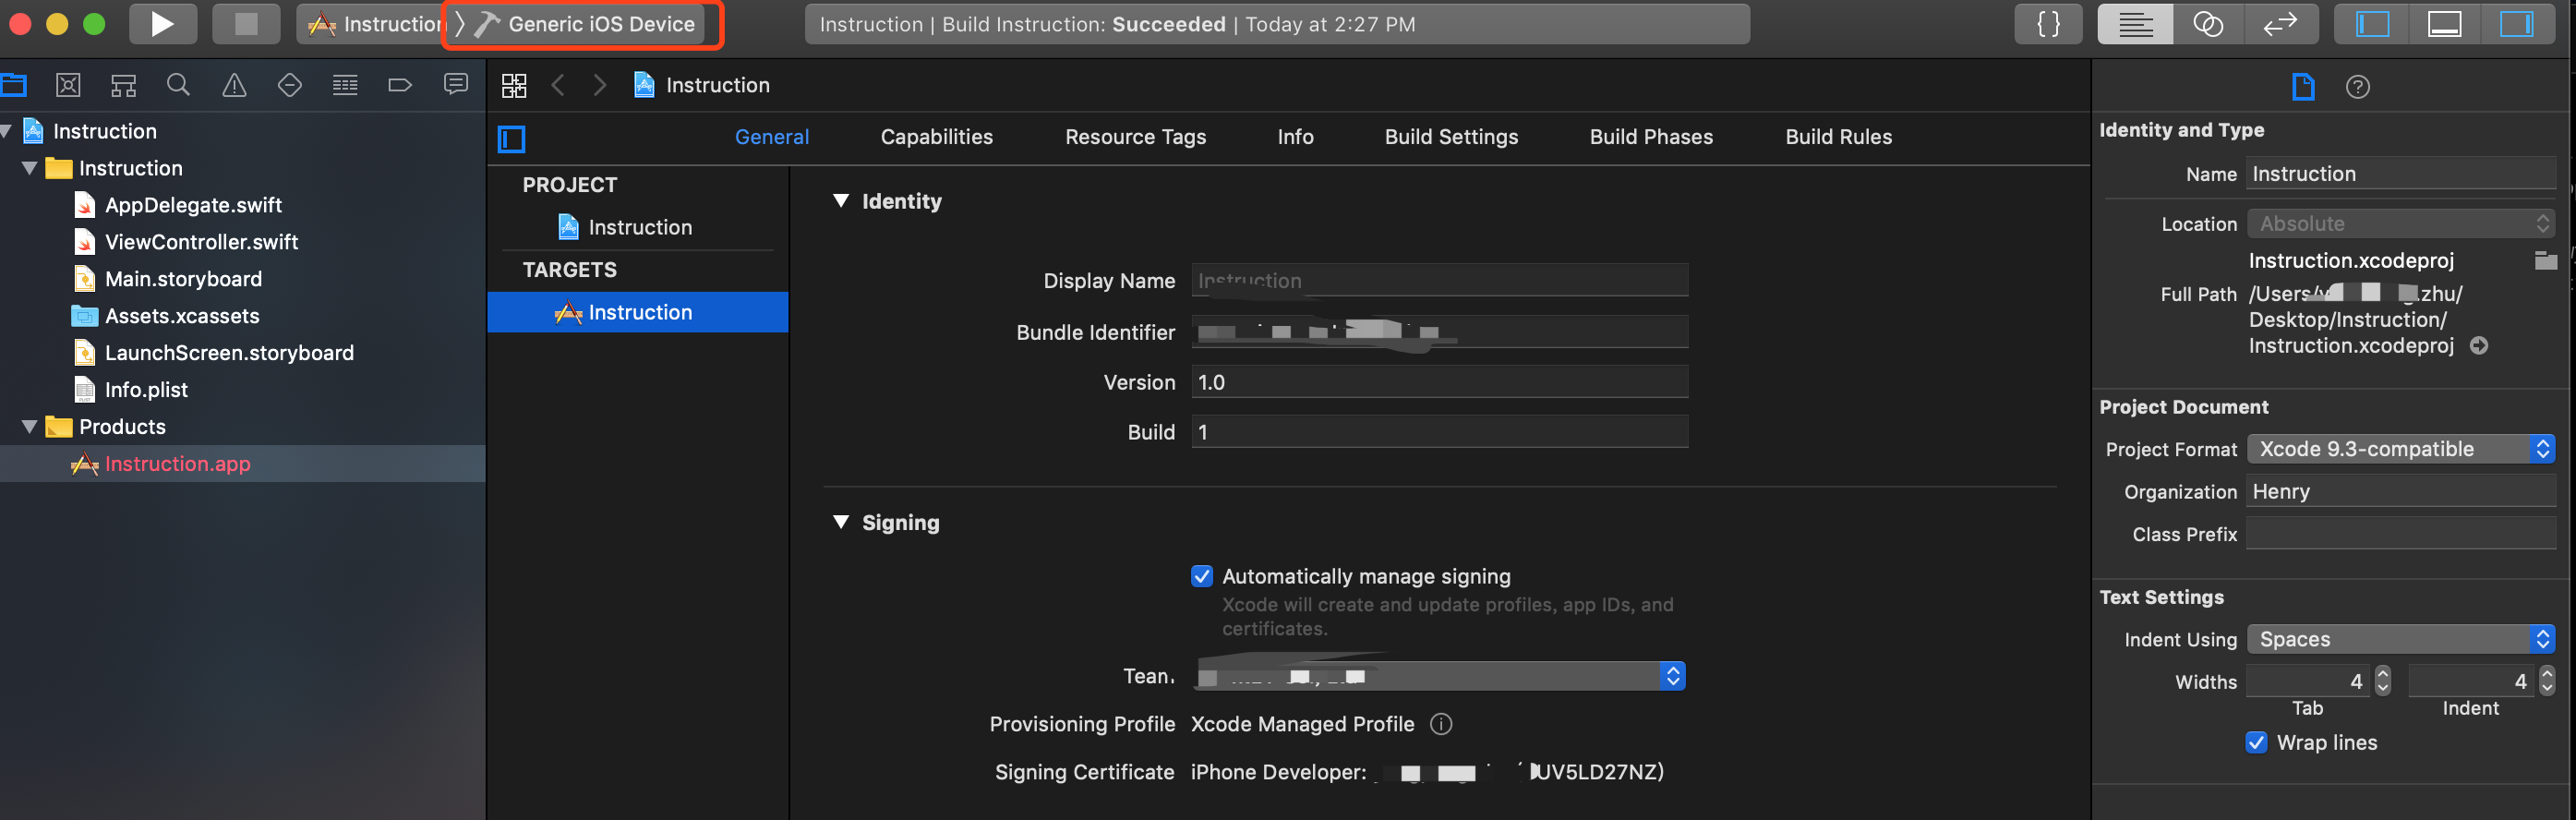 Instruction
Generic iOS Device
Instruction | Build Instruction: Succeeded | Today at 2:27 PM
Instruction
Instruction
Instruction
AppDelegate.swift
ViewController.swift
Main.storyboard
Assets.xcassets
LaunchScreen.storyboard
Info.plist
Products
Instruction.app
General Capabilities Resource Tags Info Build Settings Build Phases Build Rules
PROJECT
Instruction
TARGETS
Instruction
Identity
Display Name Instruction
Bundle Identifier
Version 1.0
Build 1
Signing
Automatically manage signing
Xcode will create and update profiles, app IDs, and
certificates.
Team
Provisioning Profile Xcode Managed Profile
Signing Certificate iPhone Developer: UV5LD27NZ)
Identity and Type
Name Instruction
Location Absolute
Instruction.xcodeproj
Full Path /Users/ .zhu/
Desktop/Instruction/
Instruction.xcodeproj
Project Document
Project Format Xcode 9.3-compatible
Organization Henry
Class Prefix
Text Settings
Indent Using Spaces
Widths 4 4
Tab Indent
Wrap lines